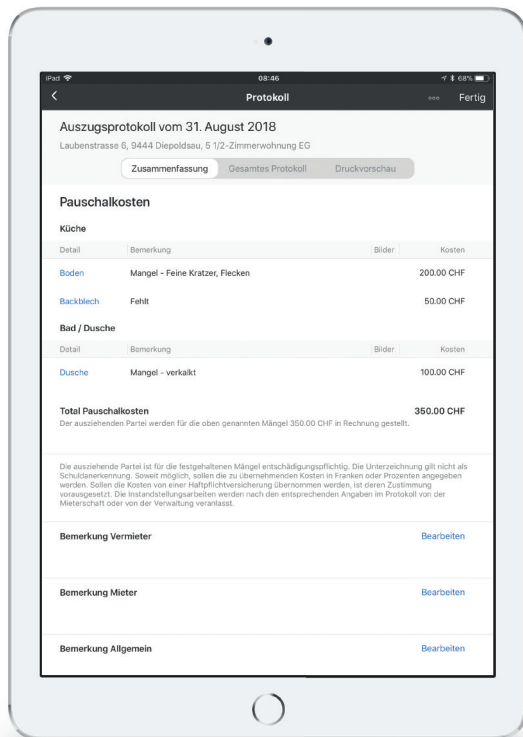 iPad 08:46 68%
Protokoll Fertig
Auszugsprotokoll vom 31. August 2018
Laubenstrasse 6, 9444 Diepoldsau, 5 1/2-Zimmerwohnung EG
Zusammenfassung Gesamtes Protokoll Druckvorschau
Pauschalkosten
Küche
Detail Bemerkung Bilder Kosten
Boden Mangel - Feine Kratzer, Flecken 200.00 CHF
Backblech Fehlt 50.00 CHF
Bad / Dusche
Detail Bemerkung Bilder Kosten
Dusche Mangel - verkalkt 100.00 CHF
Total Pauschalkosten 350.00 CHF
Der ausziehenden Partei werden für die oben genannten Mängel 350.00 CHF in Rechnung gestellt.
Die ausziehende Partei ist für die festgehaltenen Mängel entschädigungspflichtig. Die Unterzeichnung gilt nicht als
Schuldanerkennung. Soweit möglich, sollen die zu übernehmenden Kosten in Franken oder Prozenten angegeben
werden. Sollen die Kosten von einer Haftpflichtversicherung übernommen werden, ist deren Zustimmung
vorausgesetzt. Die Instandstellungsarbeiten werden nach den entsprechenden Angaben im Protokoll von der
Mieterschaft oder von der Verwaltung veranlasst.
Bemerkung Vermieter Bearbeiten
Bemerkung Mieter Bearbeiten
Bemerkung Allgemein Bearbeiten